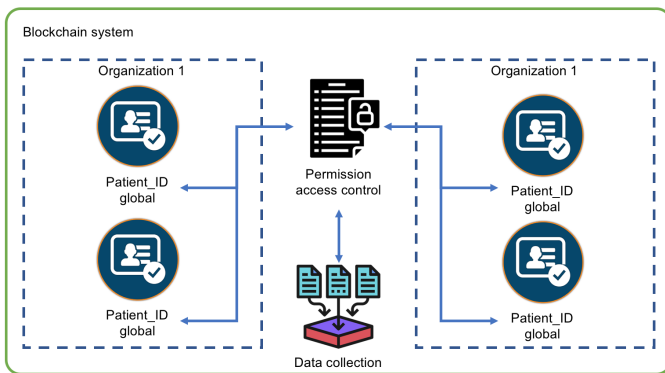 Blockchain system
Organization 1
Patient_ID
global
Patient_ID
global
Permission
access control
Data collection
Organization 1
Patient_ID
global
Patient_ID
global